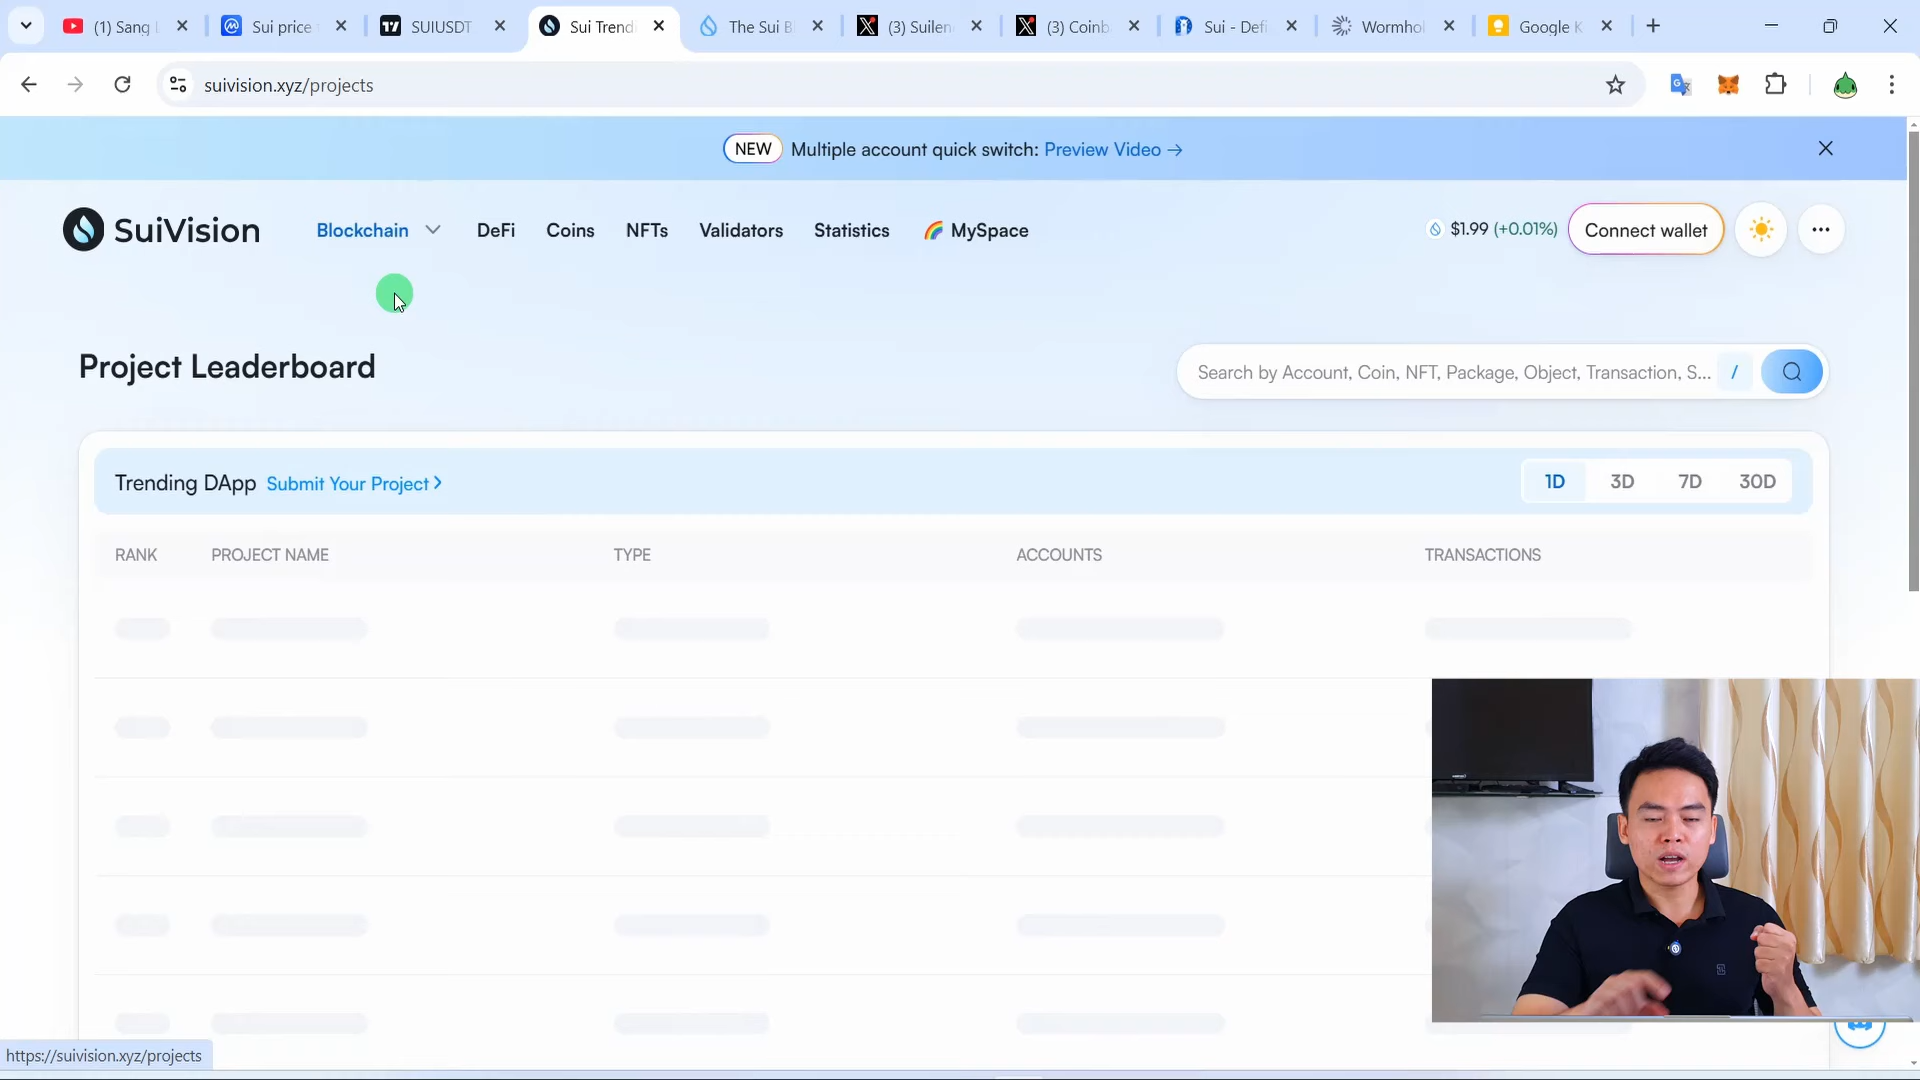 (1) Sang L
Sui price t
SUIUSDT
Sui Trendi
The Sui Bl
(3) Suilen
(3) Coinb
Sui - Defi
Wormhol
Google K
suivision.xyz/projects
NEW Multiple account quick switch: Preview Video →
SuiVision
Blockchain
DeFi
Coins
NFTs
Validators
Statistics
MySpace
$1.99 (+0.01%)
Connect wallet
Project Leaderboard
Search by Account, Coin, NFT, Package, Object, Transaction, S... /
Trending DApp Submit Your Project >
1D 3D 7D 30D
RANK PROJECT NAME TYPE ACCOUNTS TRANSACTIONS
https://suivision.xyz/projects